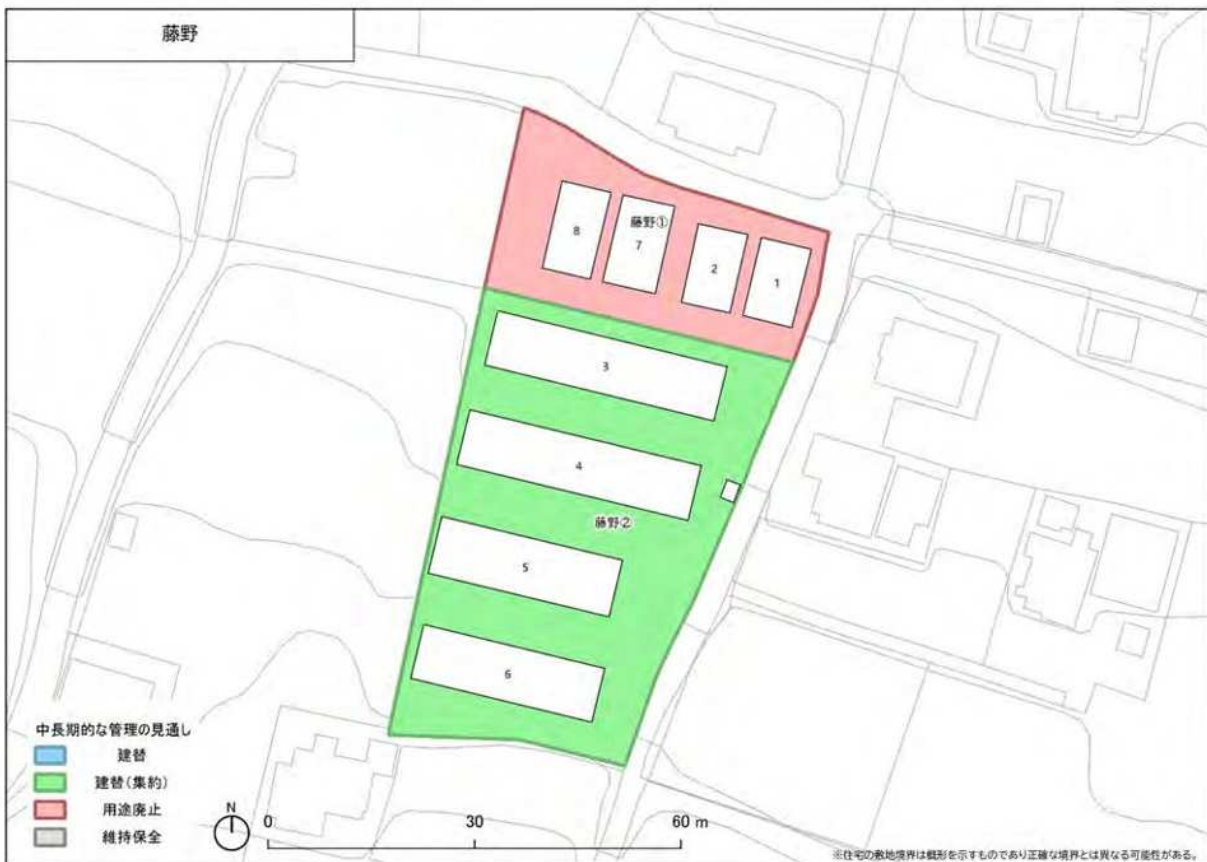 藤野
藤野①
8
7
2
1
3
4
藤野②
5
6
中長期的な管理の見通し
建替
建替(集約)
用途廃止
維持保全
N
0 30 60 m
※住宅の敷地境界は概形を示すものであり正確な境界とは異なる可能性がある。